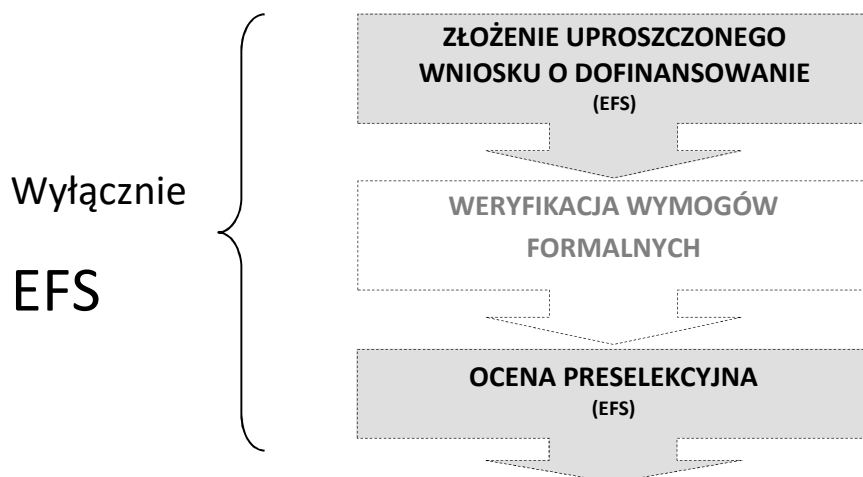 ZŁOŻENIE UPROSZCZONEGO
WNIOSKU O DOFINANSOWANIE
(EFS)
Wyłącznie
EFS
WERYFIKACJA WYMOGÓW
FORMALNYCH
OCENA PRESELEKCYJNA
(EFS)